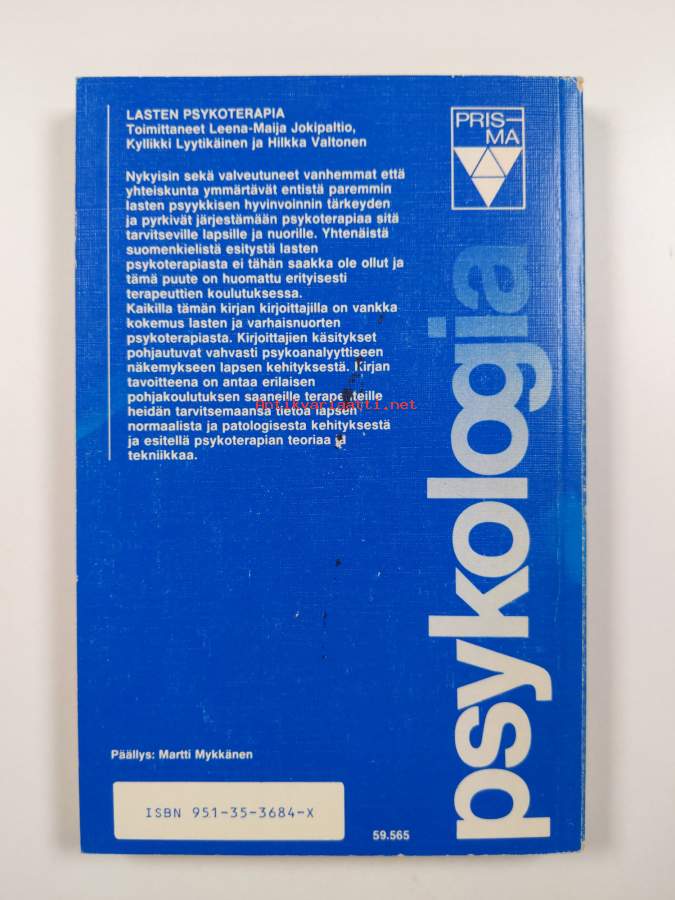 LASTEN PSYKOTERAPIA
Toimittaneet Leena-Maija Jokipaltio,
Kyllikki Lyytikäinen ja Hilkka Valtonen
Nykyisin sekä valveutuneet vanhemmat että
yhteiskunta ymmärtävät entistä paremmin
lasten psyykkisen hyvinvoinnin tärkeyden
ja pyrkivät järjestämään psykoterapiaa sitä
tarvitseville lapsille ja nuorille. Yhtenäistä
suomenkielistä esitystä lasten
psykoterapiasta ei tähän saakka ole ollut ja
tämä puute on huomattu erityisesti
terapeuttien koulutuksessa.
Kaikilla tämän kirjan kirjoittajilla on vankka
kokemus lasten ja varhaisnuorten
psykoterapiasta. Kirjoittajien käsitykset
pohjautuvat vahvasti psykoanalyyttiseen
näkemykseen lapsen kehityksestä. Kirjan
tavoitteena on antaa erilaisen
pohjakoulutuksen saaneille terapeuteille
heidän tarvitsemaansa tietoa lapsen
normaalista ja patologisesta kehityksestä
ja esitellä psykoterapian teoriaa ja
tekniikkaa.
Antikvariaatti.net
PRIS-
MA
psykologia
Päällys: Martti Mykkänen
ISBN 951-35-3684-X
59.565